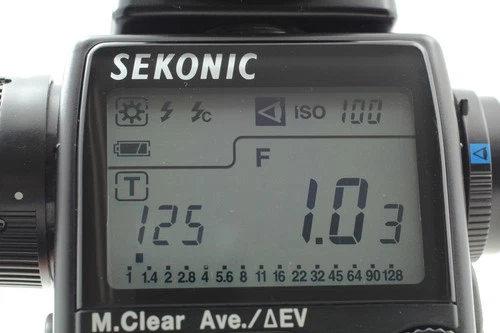 SEKONIC
C ISO 100
F
T
125 1.0 3
1 1.4 2 2.8 4 5.6 8 11 16 22 32 45 64 90 128
M.Clear Ave./ΔEV